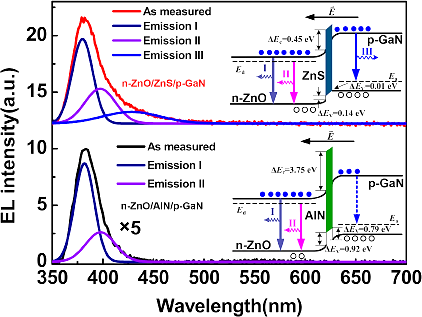 EL intensity(a.u.)
25
20
15
10
As measured
Emission I
Emission II
Emission III
n-ZnO/ZnS/p-GaN
E
ΔEc=0.45 eV
p-GaN
I
II
III
ZnS
n-ZnO
ΔEV=0.01 eV
ΔEV=0.14 eV
10
5
0
As measured
Emission I
Emission II
n-ZnO/AlN/p-GaN
×5
E
ΔEc=3.75 eV
p-GaN
I
II
AlN
n-ZnO
ΔEV=0.79 eV
ΔEV=0.92 eV
350 400 450 500 550 600 650 700
Wavelength(nm)